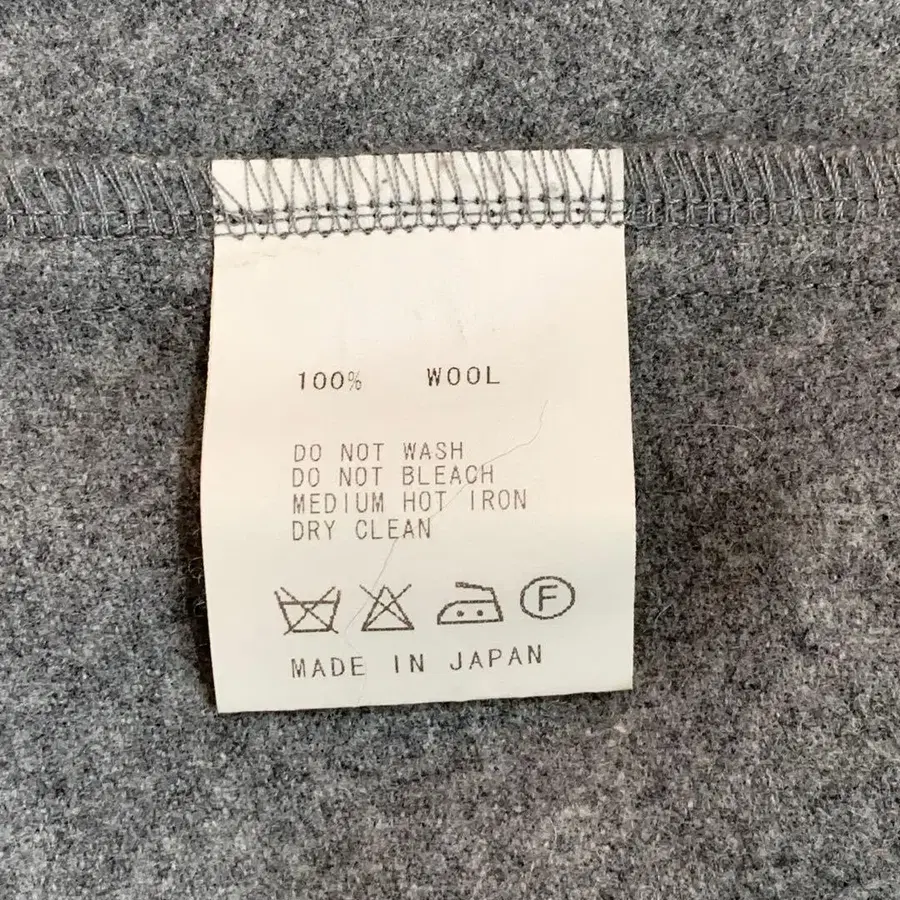 100% WOOL
DO NOT WASH
DO NOT BLEACH
MEDIUM HOT IRON
DRY CLEAN
F
MADE IN JAPAN